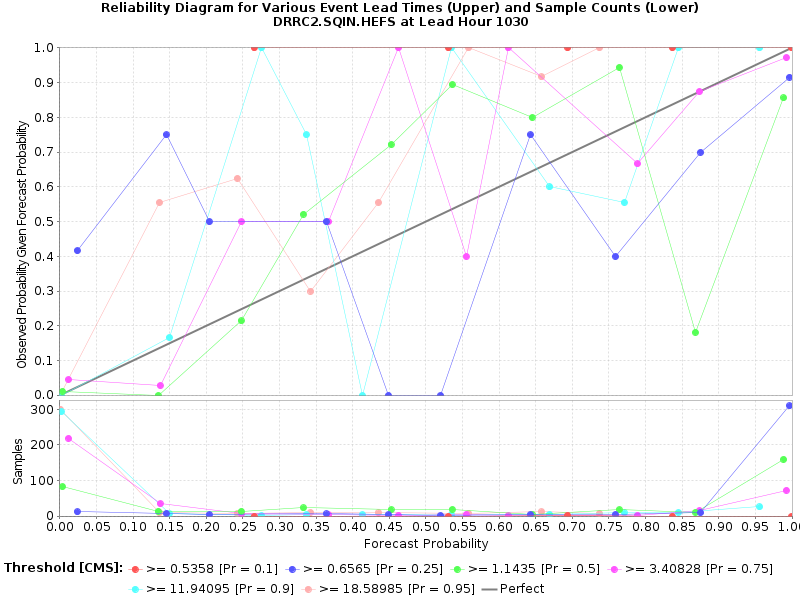 Reliability Diagram for Various Event Lead Times (Upper) and Sample Counts (Lower)
DRRC2.SQIN.HEFS at Lead Hour 1030
Observed Probability Given Forecast Probability
1.0
0.9
0.8
0.7
0.6
0.5
0.4
0.3
0.2
0.1
0.0
Samples
300
200
100
0
0.00 0.05 0.10 0.15 0.20 0.25 0.30 0.35 0.40 0.45 0.50 0.55 0.60 0.65 0.70 0.75 0.80 0.85 0.90 0.95 1.0
Forecast Probability
Threshold [CMS]: >= 0.5358 [Pr = 0.1] >= 0.6565 [Pr = 0.25] >= 1.1435 [Pr = 0.5] >= 3.40828 [Pr = 0.75]
>= 11.94095 [Pr = 0.9] >= 18.58985 [Pr = 0.95] Perfect